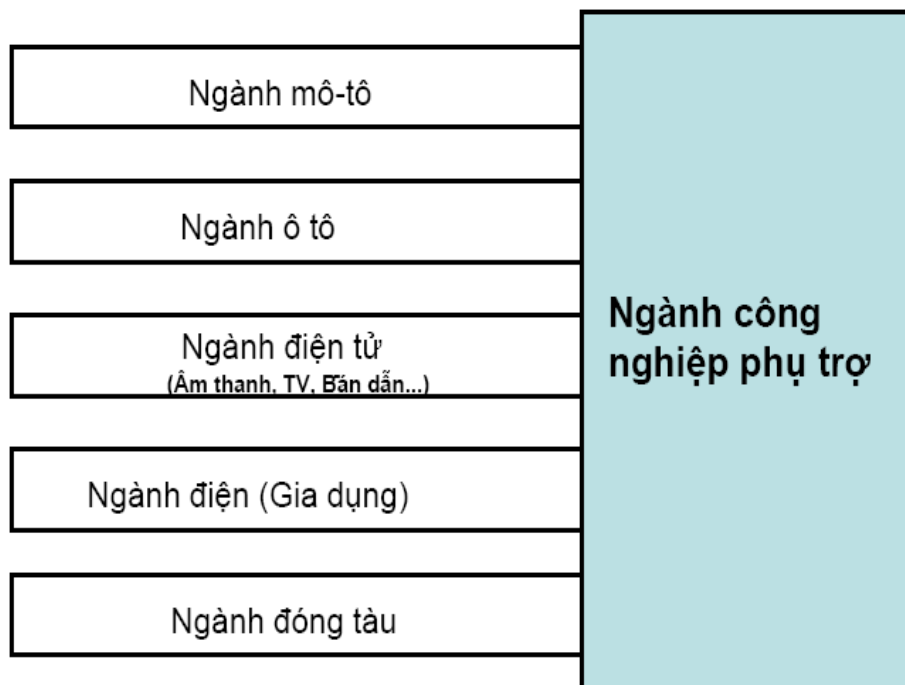 Ngành mô-tô
Ngành ô tô
Ngành điện tử
(Âm thanh, TV, Bán dẫn...)
Ngành điện (Gia dụng)
Ngành đóng tàu
Ngành công
nghiệp phụ trợ